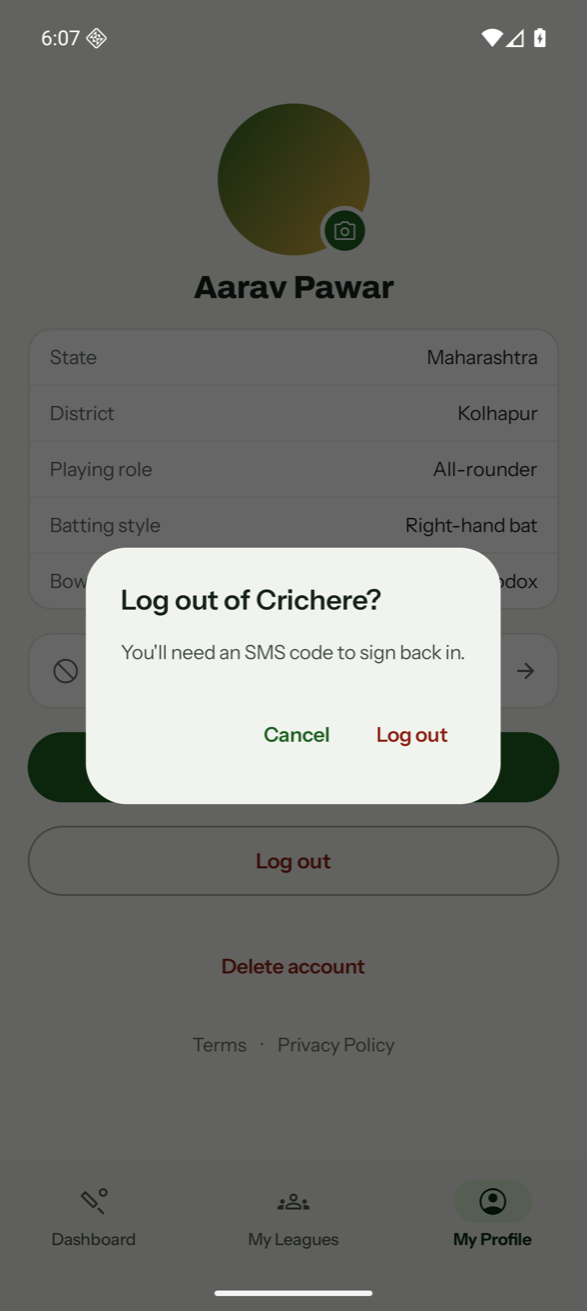 6:07
Aarav Pawar
State Maharashtra
District Kolhapur
Playing role All-rounder
Batting style Right-hand bat
Log out of Crichere?
You'll need an SMS code to sign back in.
Cancel Log out
Log out
Delete account
Terms · Privacy Policy
Dashboard My Leagues My Profile